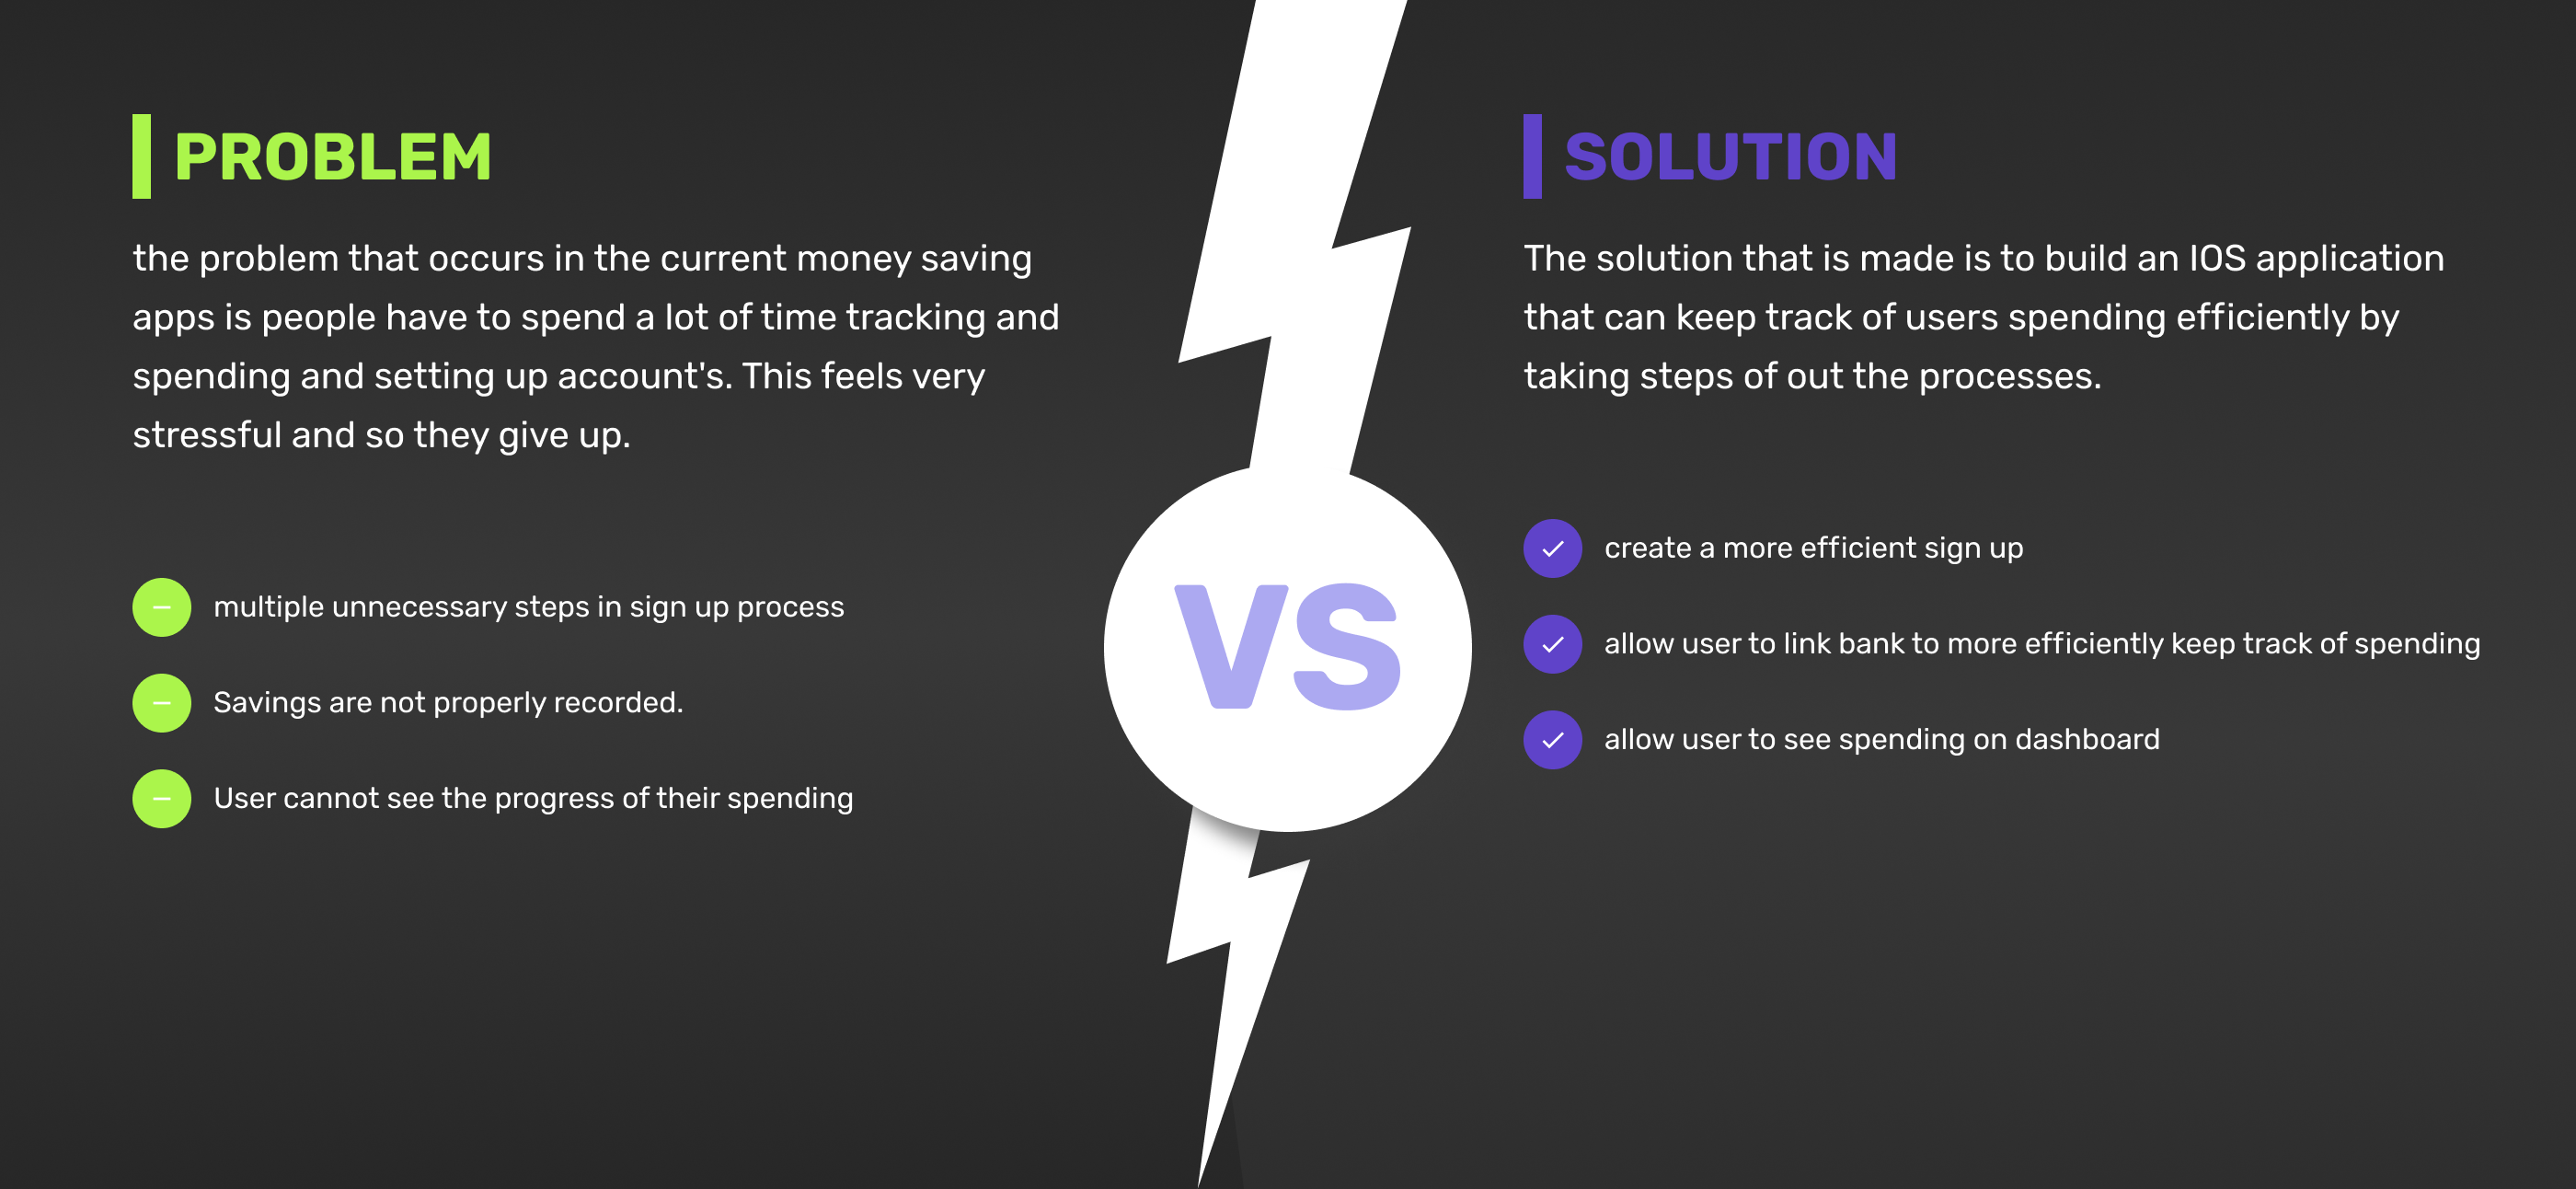 PROBLEM
the problem that occurs in the current money saving
apps is people have to spend a lot of time tracking and
spending and setting up account's. This feels very
stressful and so they give up.
multiple unnecessary steps in sign up process
Savings are not properly recorded.
User cannot see the progress of their spending
VS
SOLUTION
The solution that is made is to build an IOS application
that can keep track of users spending efficiently by
taking steps of out the processes.
create a more efficient sign up
allow user to link bank to more efficiently keep track of spending
allow user to see spending on dashboard